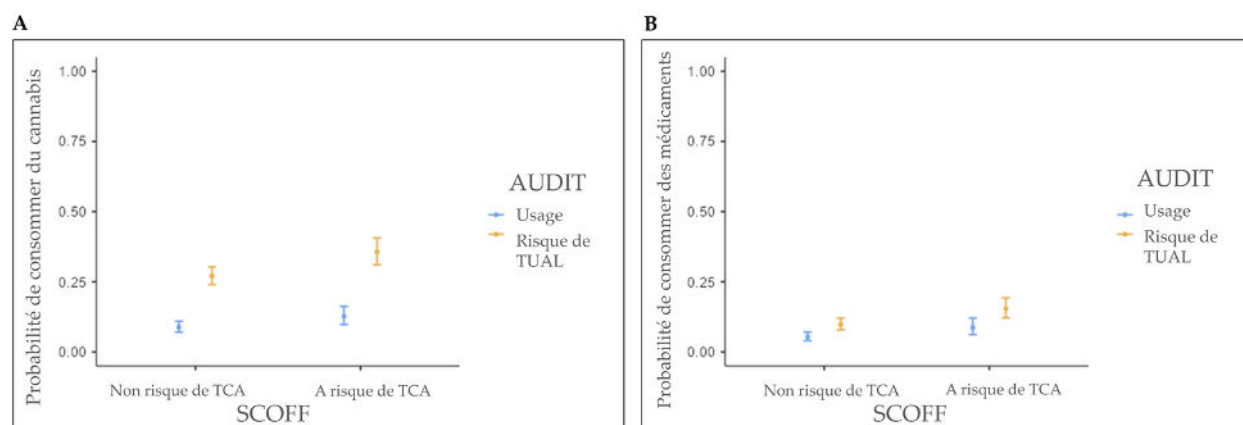 A
Probabilité de consommer du cannabis
1.00
0.75
0.50
0.25
0.00
Non risque de TCA
A risque de TCA
SCOFF
AUDIT
Usage
Risque de
TUAL
B
Probabilité de consommer des médicaments
1.00
0.75
0.50
0.25
0.00
Non risque de TCA
A risque de TCA
SCOFF
AUDIT
Usage
Risque de
TUAL